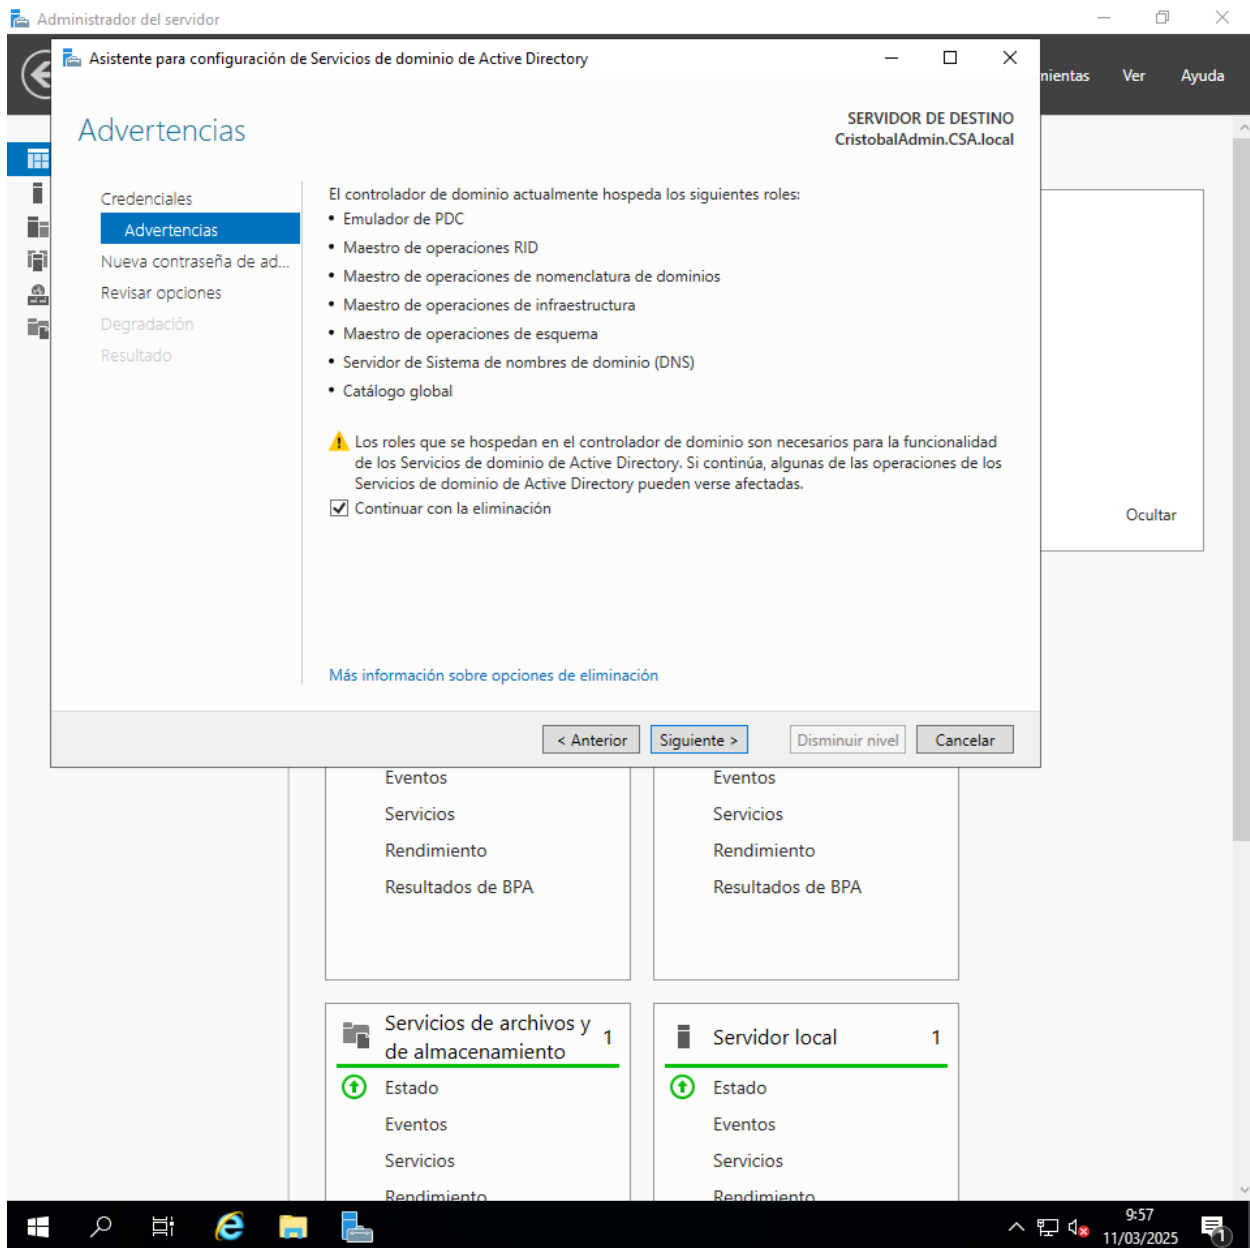 Administrador del servidor
Asistente para configuración de Servicios de dominio de Active Directory
Ver
Ayuda
Advertencias
SERVIDOR DE DESTINO
CristobalAdmin.CSA.local
Credenciales
Advertencias
Nueva contraseña de ad...
Revisar opciones
Degradación
Resultado
El controlador de dominio actualmente hospeda los siguientes roles:
• Emulador de PDC
• Maestro de operaciones RID
• Maestro de operaciones de nomenclatura de dominios
• Maestro de operaciones de infraestructura
• Maestro de operaciones de esquema
• Servidor de Sistema de nombres de dominio (DNS)
• Catálogo global
Los roles que se hospedan en el controlador de dominio son necesarios para la funcionalidad
de los Servicios de dominio de Active Directory. Si continúa, algunas de las operaciones de los
Servicios de dominio de Active Directory pueden verse afectadas.
Continuar con la eliminación
Ocultar
Más información sobre opciones de eliminación
< Anterior
Siguiente >
Disminuir nivel
Cancelar
Eventos
Servicios
Rendimiento
Resultados de BPA
Eventos
Servicios
Rendimiento
Resultados de BPA
Servicios de archivos y
de almacenamiento
1
Estado
Eventos
Servicios
Rendimiento
Servidor local
1
Estado
Eventos
Servicios
Rendimiento
9:57
11/03/2025
1